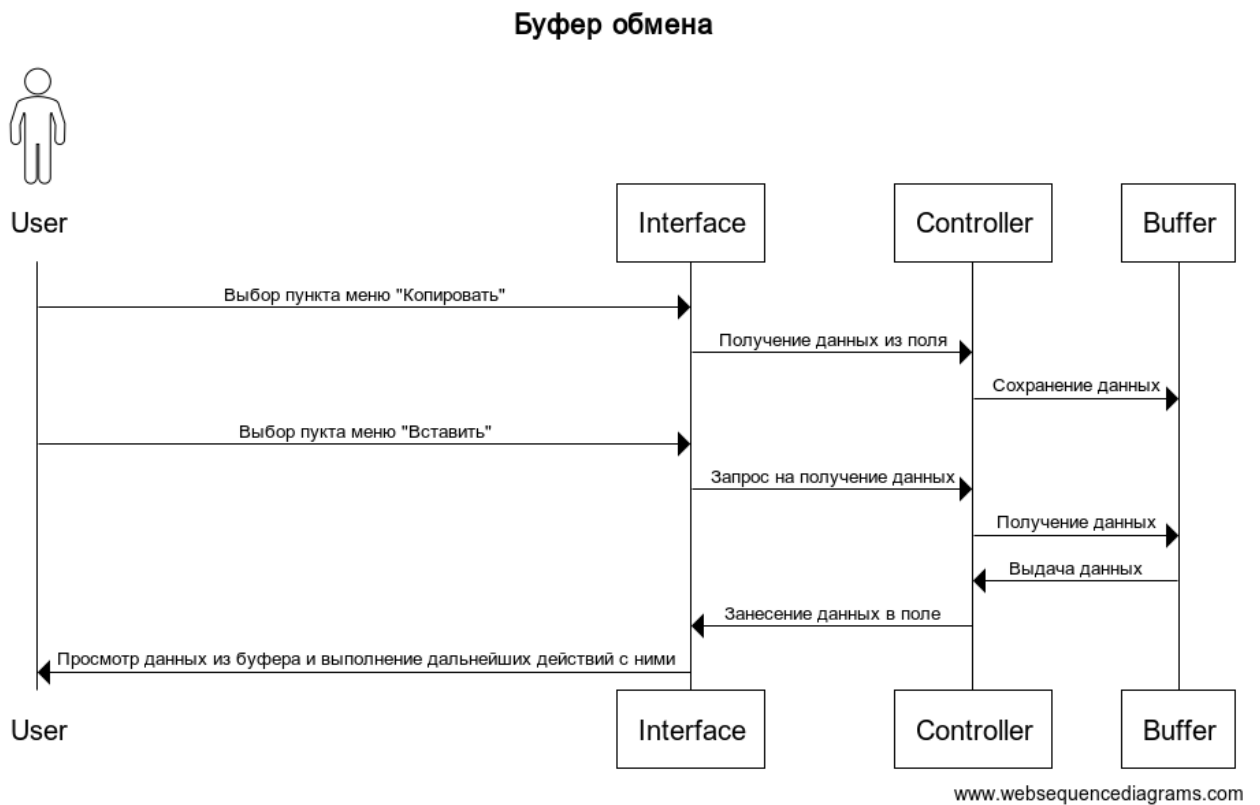 Буфер обмена
User
Interface
Controller
Buffer
Выбор пункта меню "Копировать"
Получение данных из поля
Сохранение данных
Выбор пукта меню "Вставить"
Запрос на получение данных
Получение данных
Выдача данных
Занесение данных в поле
Просмотр данных из буфера и выполнение дальнейших действий с ними
User
Interface
Controller
Buffer
www.websequencediagrams.com